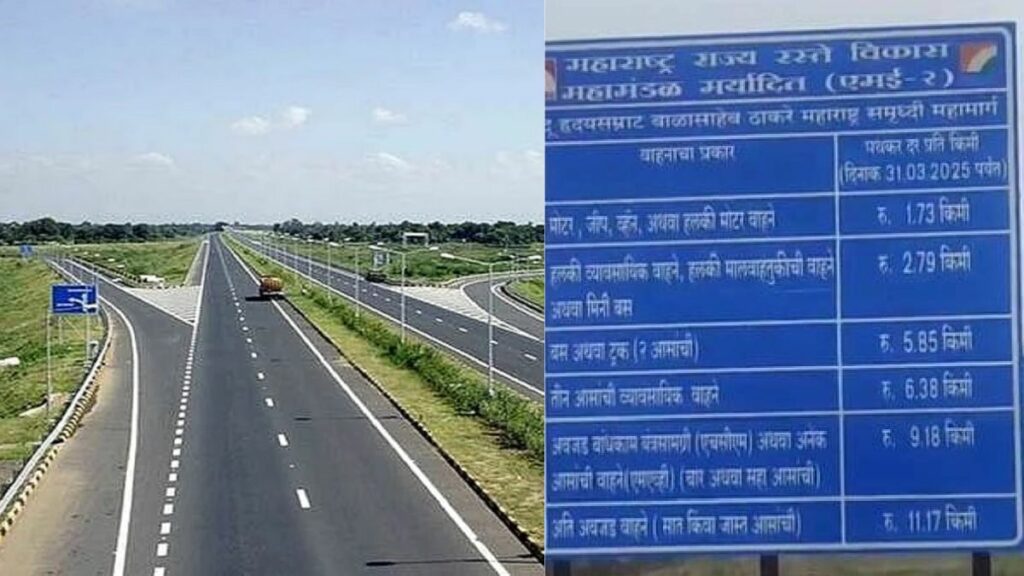 महाराष्ट्र राज्य रस्ते विकास
महामंडळ मर्यादित (एमई-२)
हृदयसम्राट बाळासाहेब ठाकरे महाराष्ट्र समृध्दी महामार्ग
वाहनाचा प्रकार
पथकर दर प्रति किमी
(दिनांक 31.03.2025 पर्यंत)
मोटर, जीप, व्हॅन, अथवा हलकी मोटार वाहने
रु. 1.73 किमी
हलकी व्यावसायिक वाहने, हलकी मालवाहतुकीची वाहने
अथवा मिनी बस
रु. 2.79 किमी
बस अथवा ट्रक (२ आसांची)
रु. 5.85 किमी
तीन आसांची व्यावसायिक वाहने
रु. 6.38 किमी
अवजड बांधकाम यंत्रसामग्री (एचसीएम) अथवा अनेक
आसांची वाहने(एमएव्ही) (चार अथवा सहा आसांची)
रु. 9.18 किमी
अति अवजड वाहने ( सात किंवा जास्त आसांची)
रु. 11.17 किमी